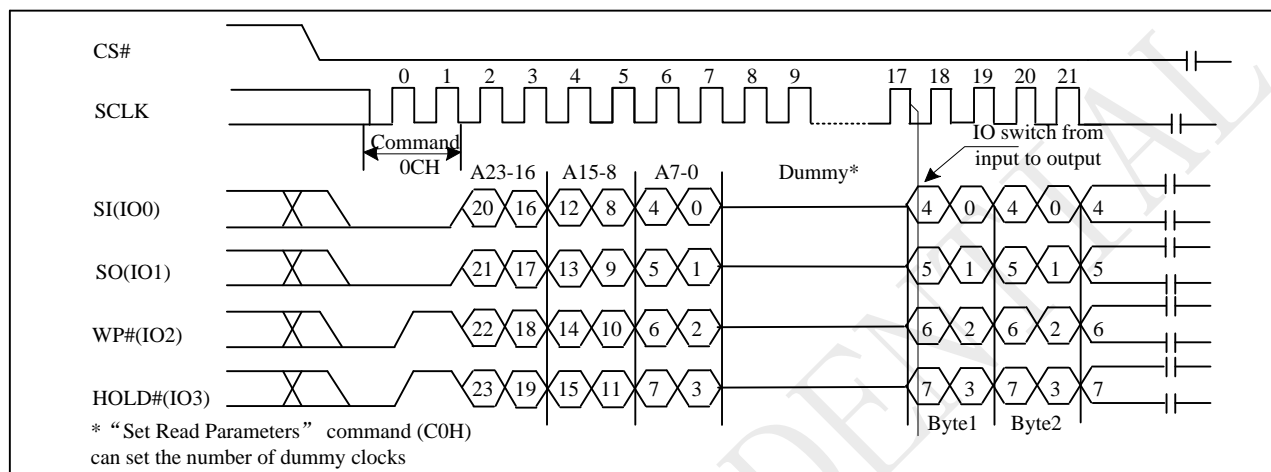 CS#
0 1 2 3 4 5 6 7 8 9 17 18 19 20 21
SCLK
Command
0CH
IO switch from
input to output
A23-16 A15-8 A7-0 Dummy*
SI(IO0) 20 16 12 8 4 0 4 0 4 0 4
SO(IO1) 21 17 13 9 5 1 5 1 5 1 5
WP#(IO2) 22 18 14 10 6 2 6 2 6 2 6
HOLD#(IO3) 23 19 15 11 7 3 7 3 7 3 7
Byte1 Byte2
* “Set Read Parameters” command (C0H)
can set the number of dummy clocks
DENTIAL